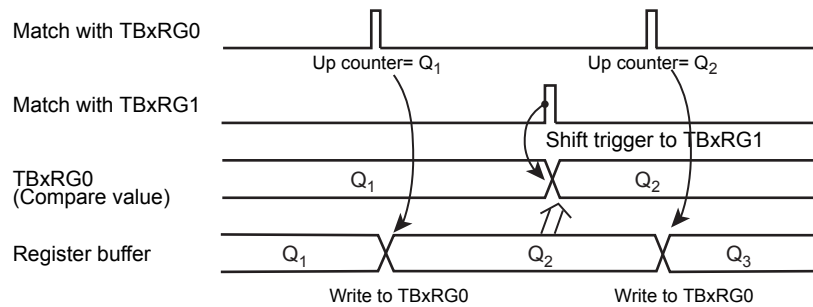 Match with TBxRG0
Up counter= Q1 Up counter= Q2
Match with TBxRG1
Shift trigger to TBxRG1
TBxRG0
(Compare value)
Q1 Q2
Register buffer Q1 Q2 Q3
Write to TBxRG0 Write to TBxRG0